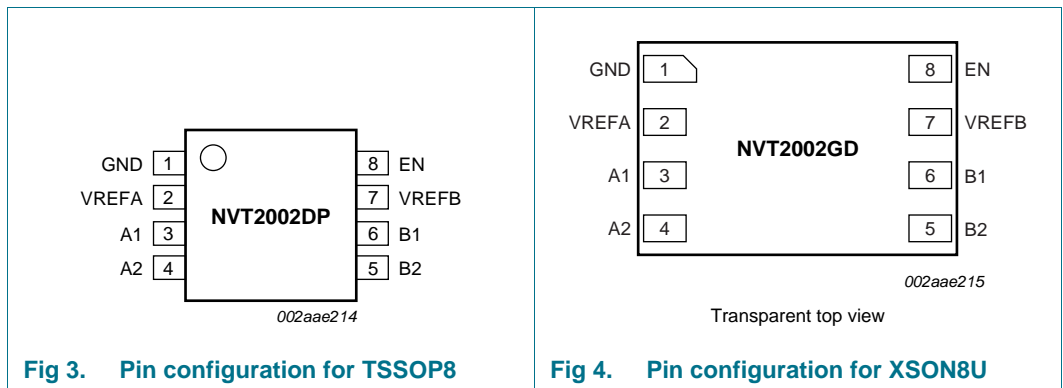 GND 1 8 EN
VREFA 2 7 VREFB
NVT2002DP
A1 3 6 B1
A2 4 5 B2
002aae214
Fig 3. Pin configuration for TSSOP8
GND 1 8 EN
VREFA 2 7 VREFB
NVT2002GD
A1 3 6 B1
A2 4 5 B2
002aae215
Transparent top view
Fig 4. Pin configuration for XSON8U